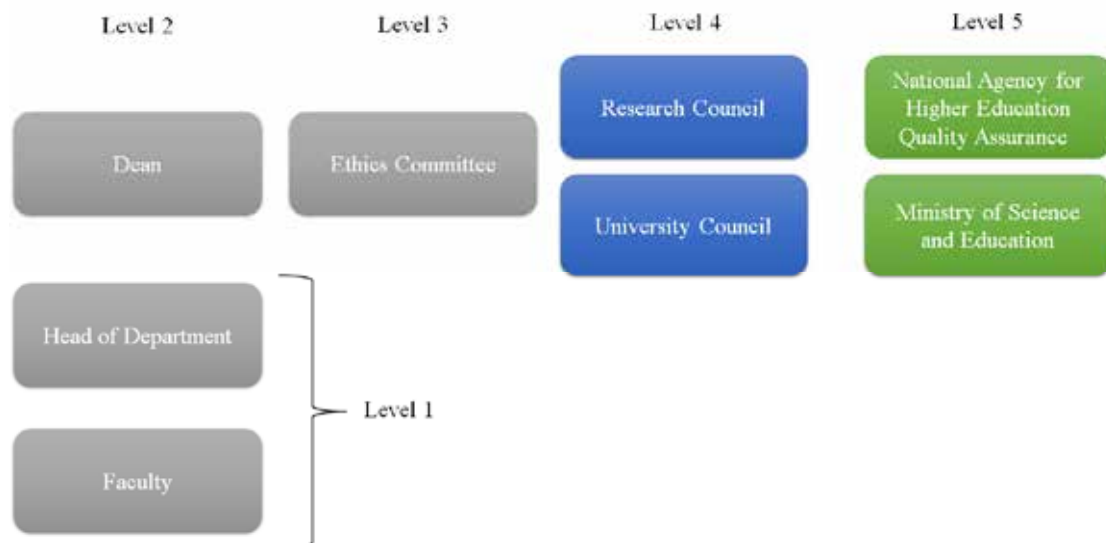 Level 2
Level 3
Level 4
Level 5
Dean
Ethics Committee
Research Council
University Council
National Agency for
Higher Education
Quality Assurance
Ministry of Science
and Education
Head of Department
Faculty
Level 1